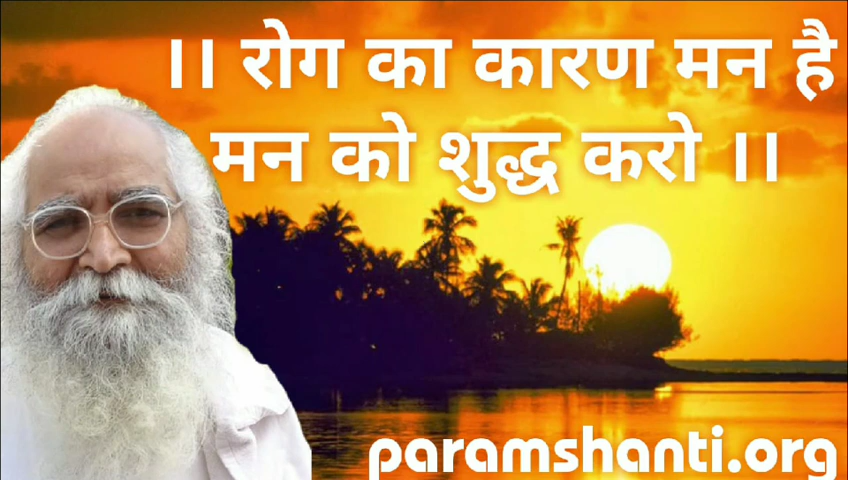 ।। रोग का कारण मन है
मन को शुद्ध करो ।।
paramshanti.org